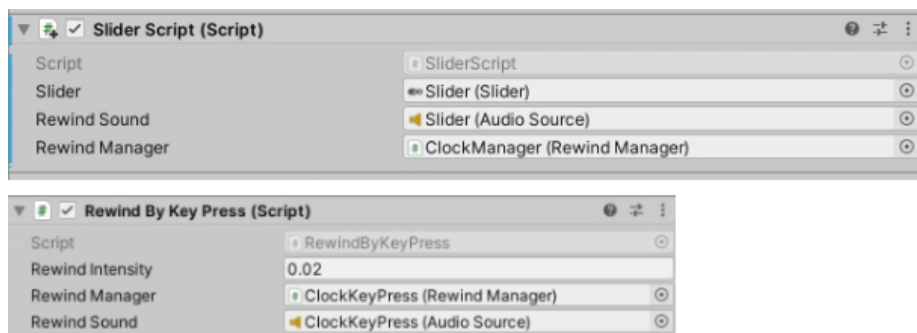 Slider Script (Script)
Script SliderScript
Slider Slider (Slider)
Rewind Sound Slider (Audio Source)
Rewind Manager ClockManager (Rewind Manager)
Rewind By Key Press (Script)
Script RewindByKeyPress
Rewind Intensity 0.02
Rewind Manager ClockKeyPress (Rewind Manager)
Rewind Sound ClockKeyPress (Audio Source)